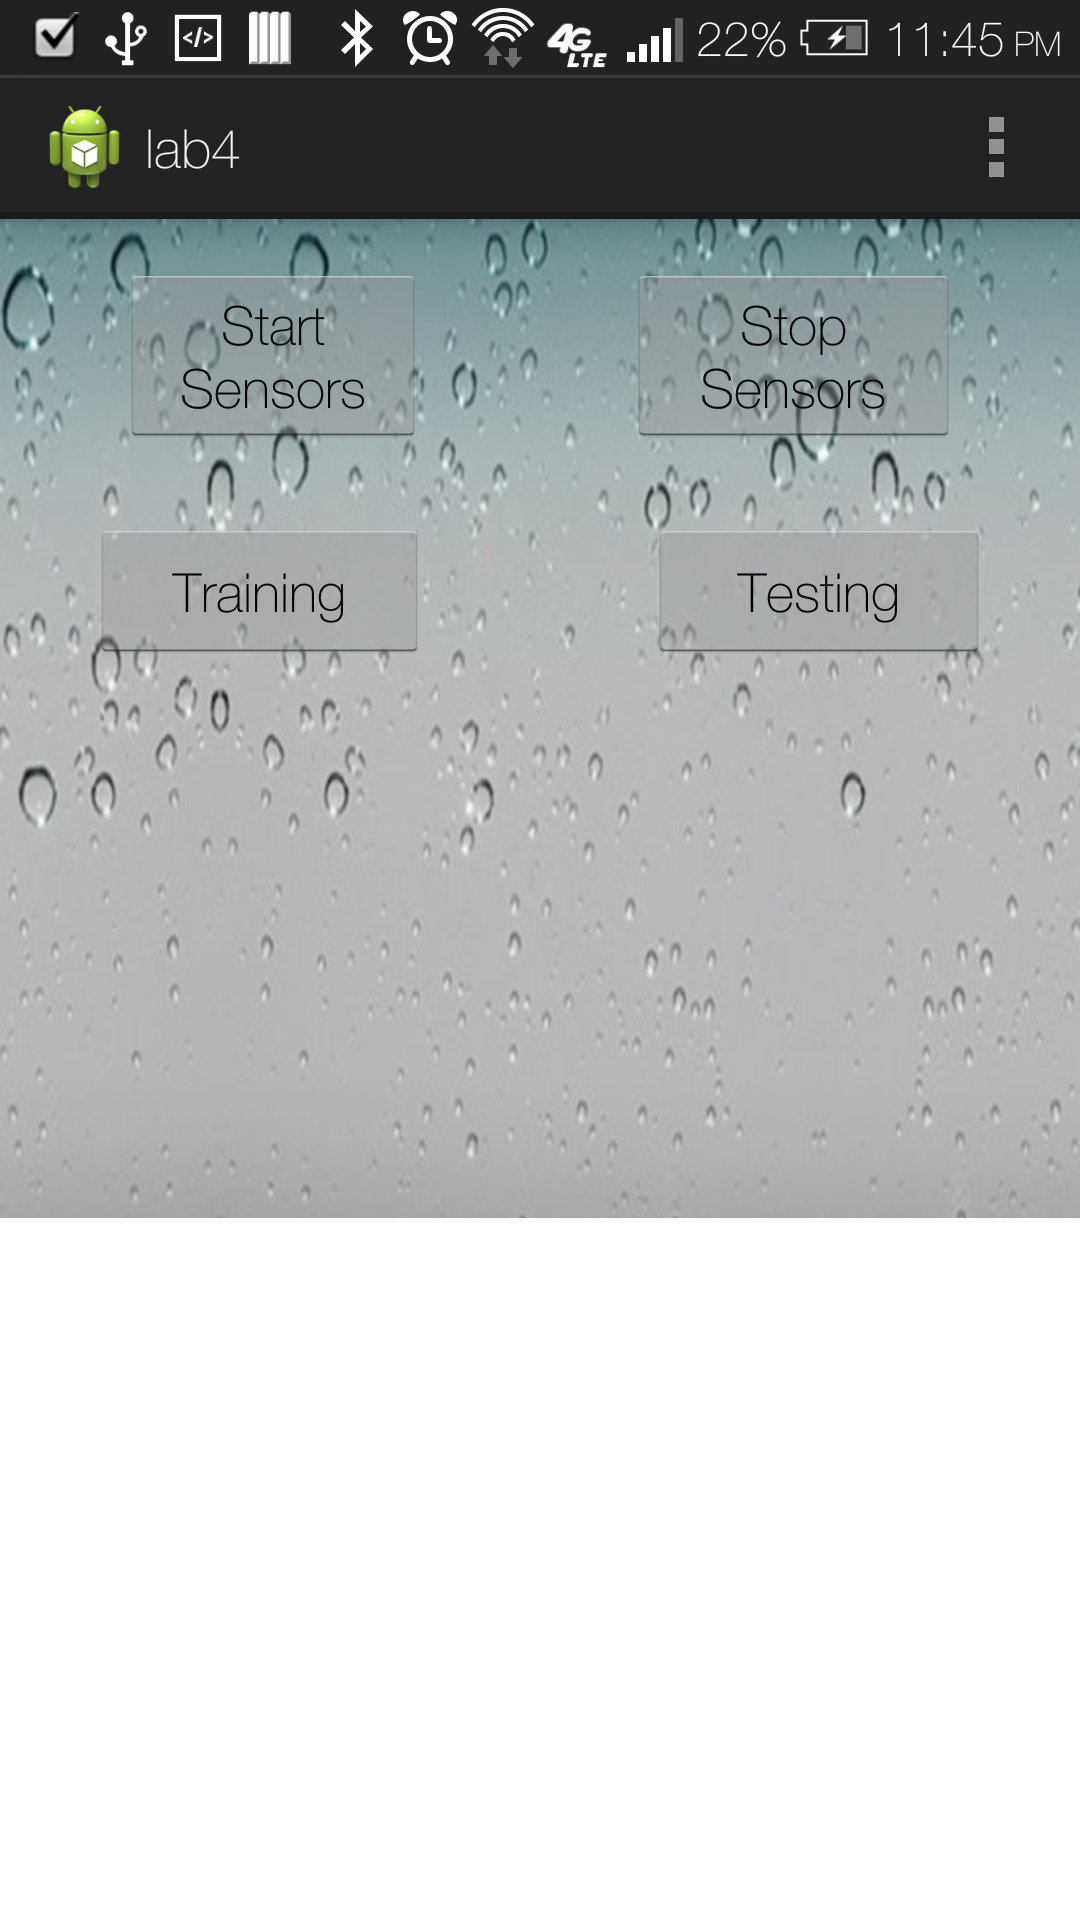 22% 11:45 PM
lab4
Start
Sensors
Stop
Sensors
Training
Testing